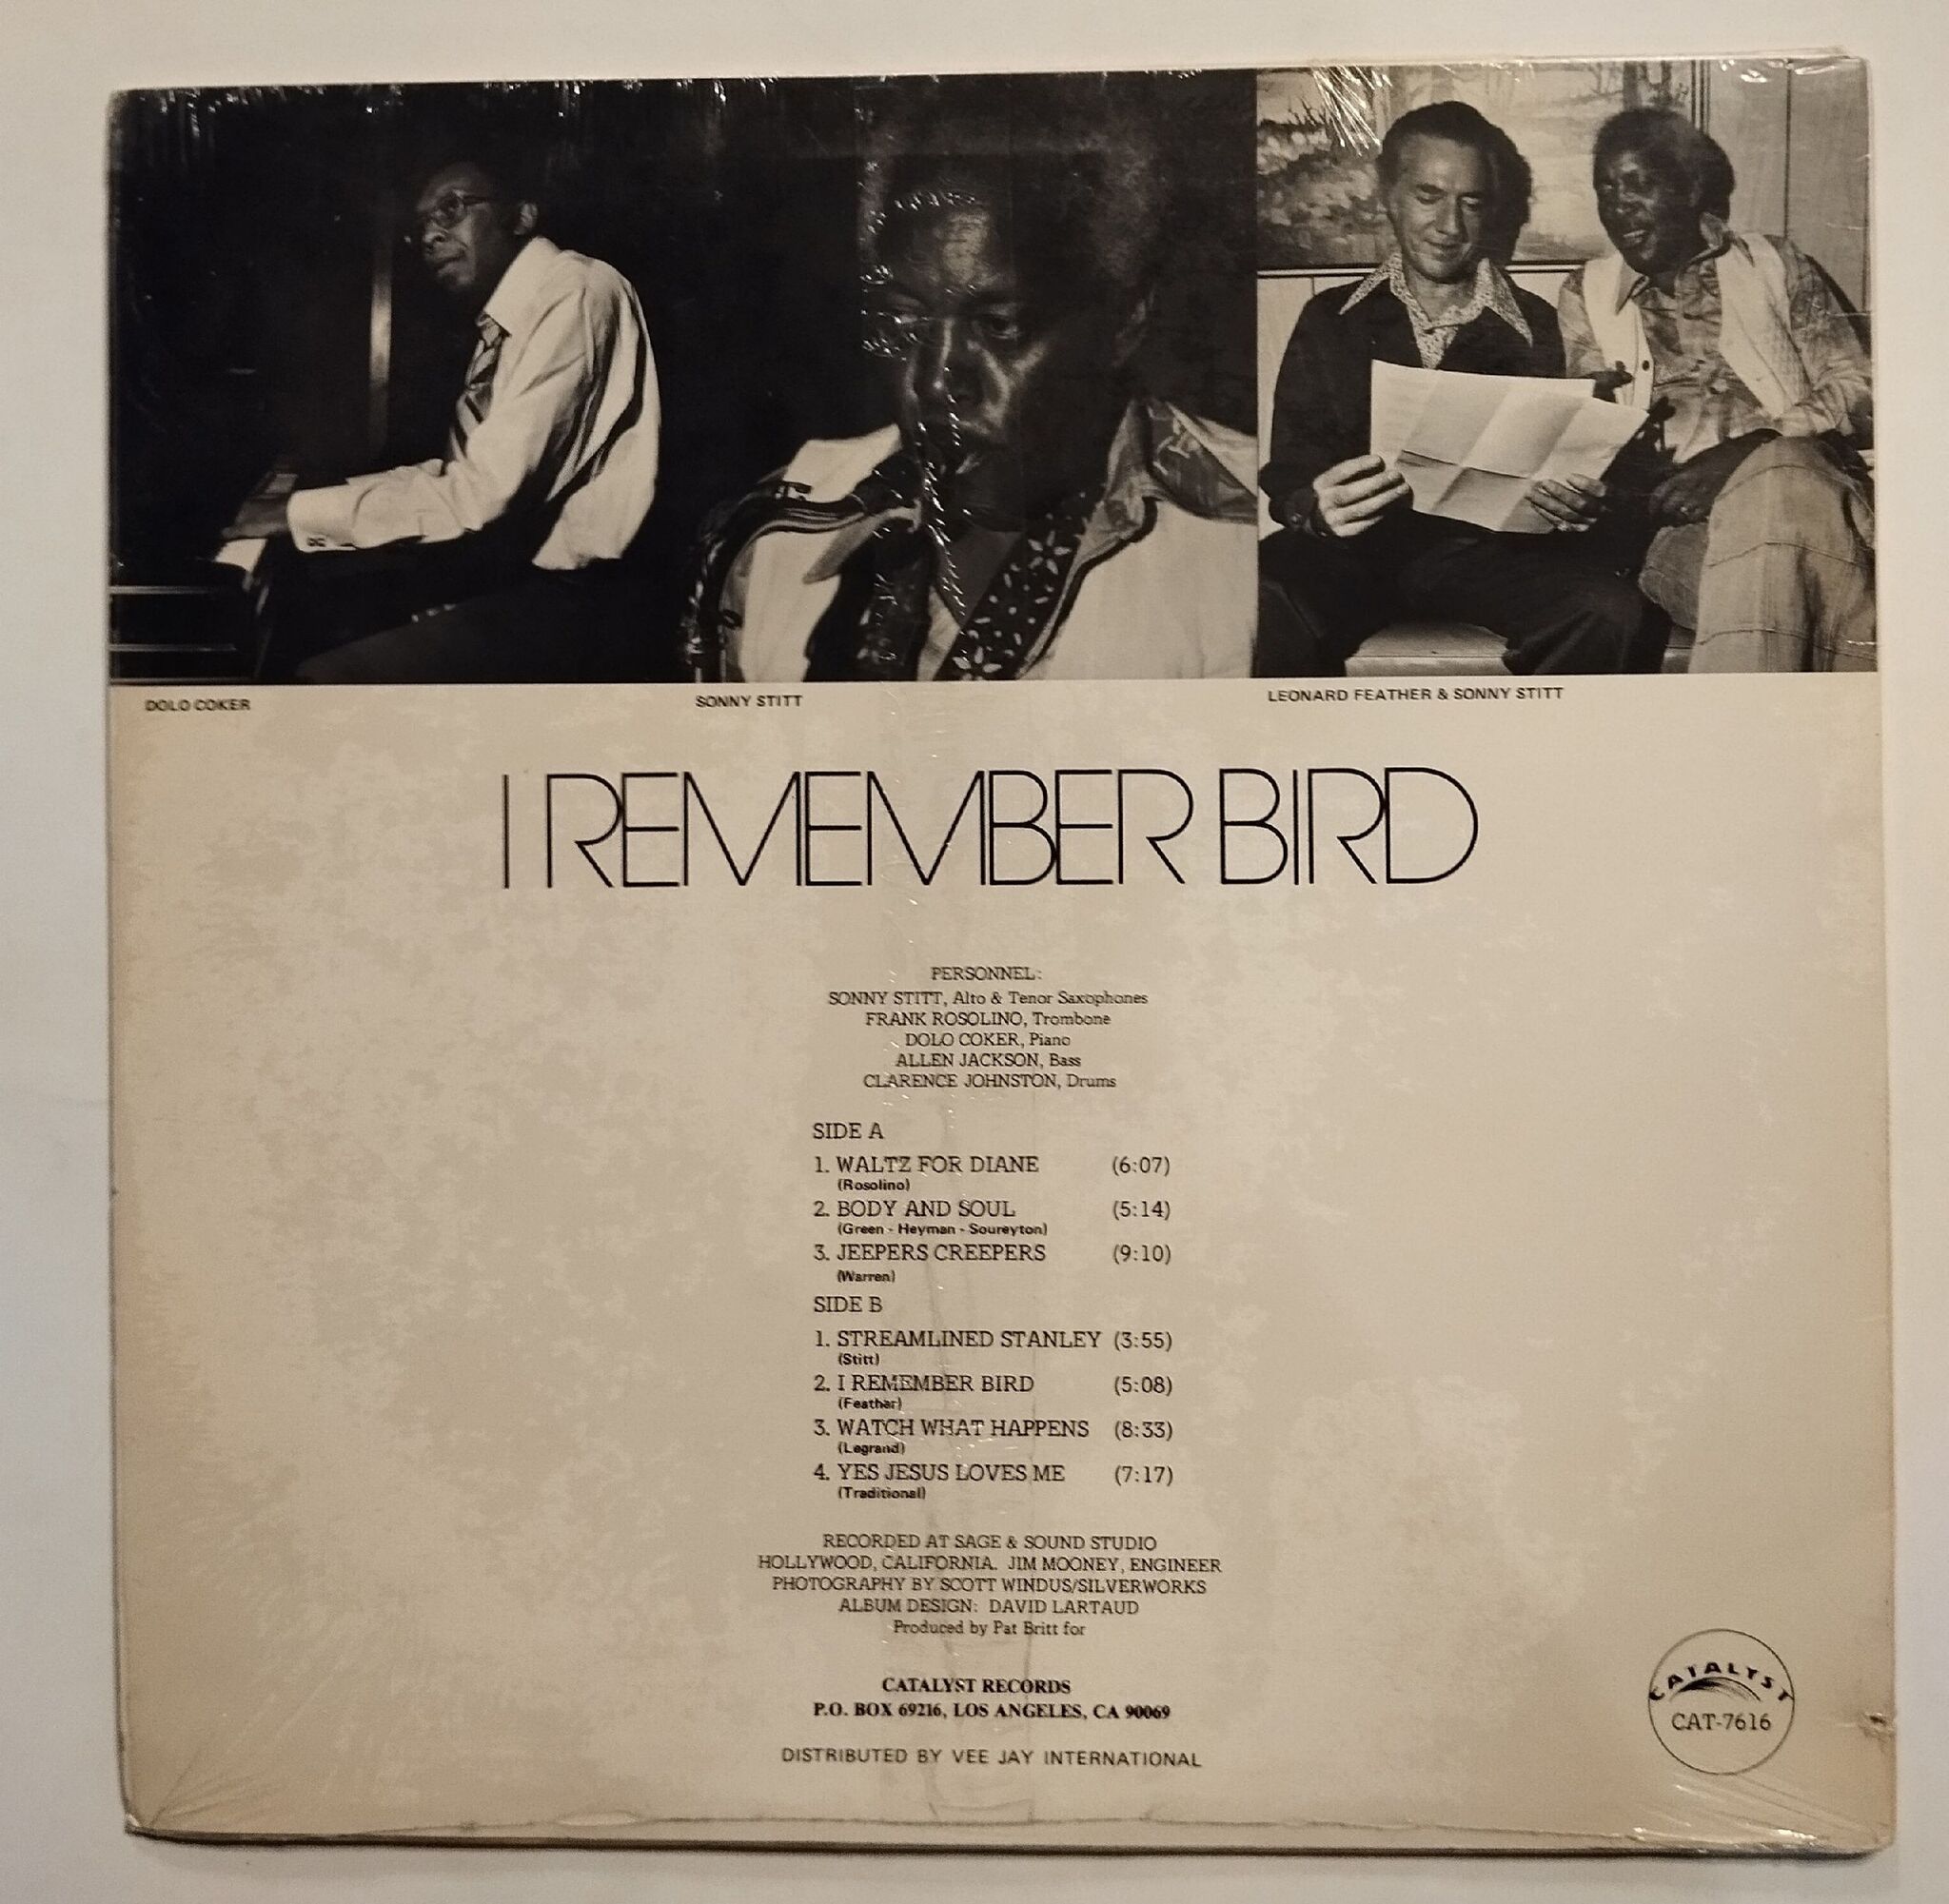 DOLO COKER
SONNY STITT
LEONARD FEATHER & SONNY STITT
I REMEMBER BIRD
PERSONNEL:
SONNY STITT, Alto & Tenor Saxophones
FRANK ROSOLINO, Trombone
DOLO COKER, Piano
ALLEN JACKSON, Bass
CLARENCE JOHNSTON, Drums
SIDE A
1. WALTZ FOR DIANE (6:07)
(Rosolino)
2. BODY AND SOUL (5:14)
(Green - Heyman - Soureyton)
3. JEEPERS CREEPERS (9:10)
(Warren)
SIDE B
1. STREAMLINED STANLEY (3:55)
(Stitt)
2. I REMEMBER BIRD (5:08)
(Feather)
3. WATCH WHAT HAPPENS (8:33)
(Legrand)
4. YES JESUS LOVES ME (7:17)
(Traditional)
RECORDED AT SAGE & SOUND STUDIO
HOLLYWOOD, CALIFORNIA. JIM MOONEY, ENGINEER
PHOTOGRAPHY BY SCOTT WINDUS/SILVERWORKS
ALBUM DESIGN: DAVID LARTAUD
Produced by Pat Britt for
CATALYST RECORDS
P.O. BOX 69216, LOS ANGELES, CA 90069
DISTRIBUTED BY VEE JAY INTERNATIONAL
CATALYST
CAT-7616